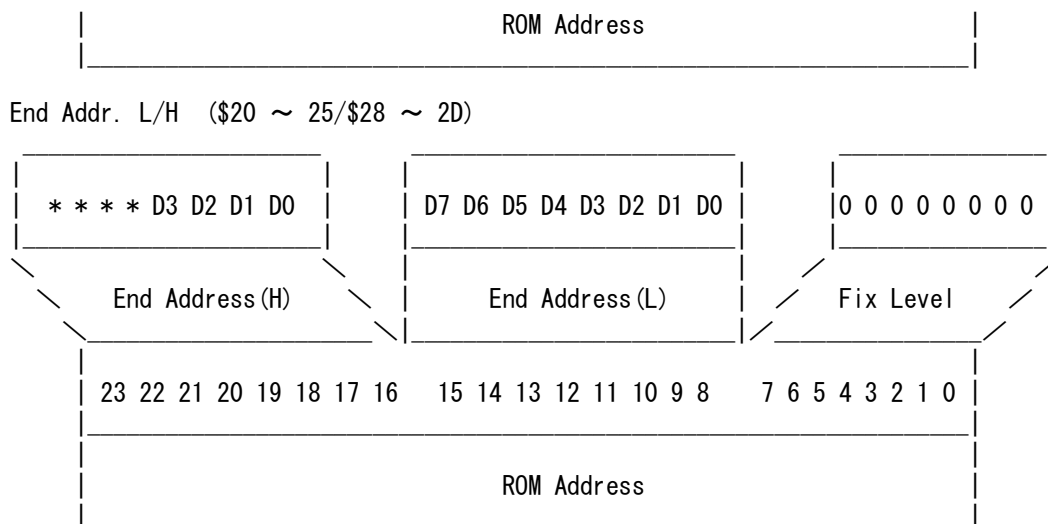 ROM Address
End Addr. L/H ($20 ～ 25/$28 ～ 2D)
* * * * D3 D2 D1 D0 D7 D6 D5 D4 D3 D2 D1 D0 0 0 0 0 0 0 0 0
End Address(H) End Address(L) Fix Level
23 22 21 20 19 18 17 16 15 14 13 12 11 10 9 8 7 6 5 4 3 2 1 0
ROM Address